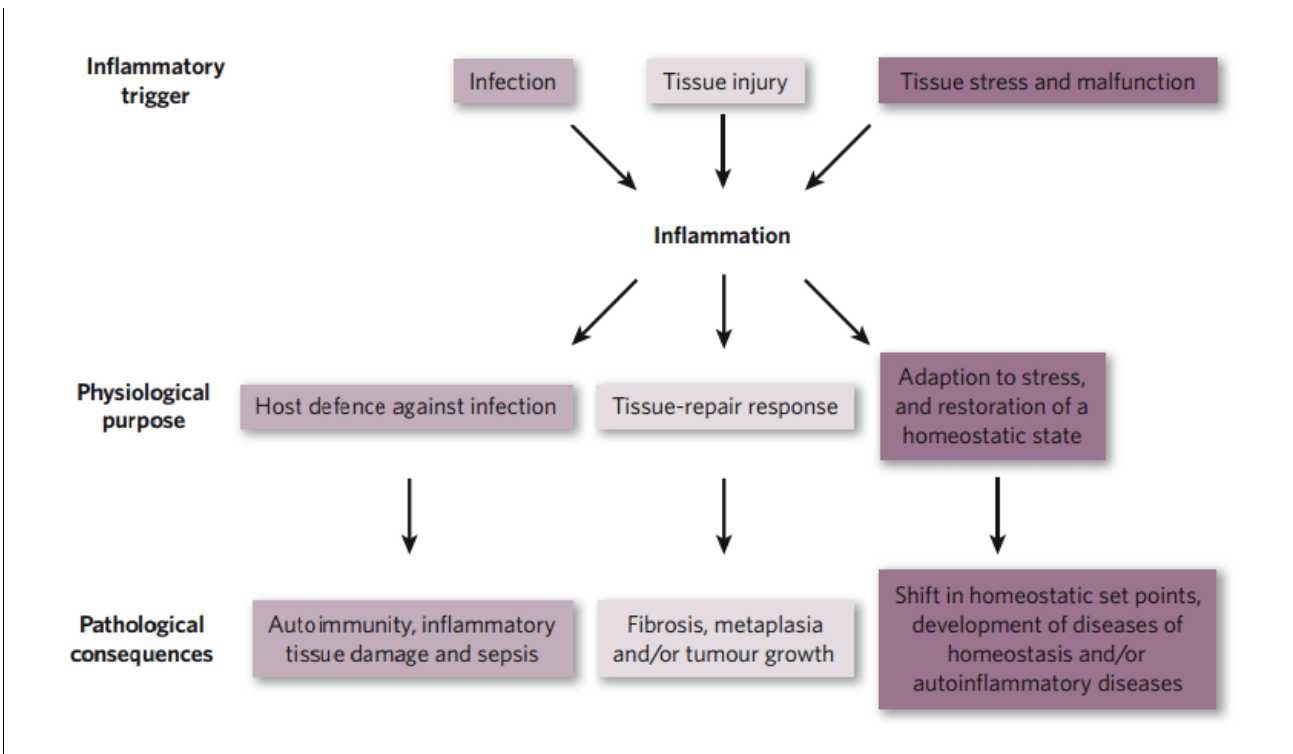 Inflammatory
trigger
Infection
Tissue injury
Tissue stress and malfunction
Inflammation
Physiological
purpose
Host defence against infection
Tissue-repair response
Adaption to stress,
and restoration of a
homeostatic state
Pathological
consequences
Autoimmunity, inflammatory
tissue damage and sepsis
Fibrosis, metaplasia
and/or tumour growth
Shift in homeostatic set points,
development of diseases of
homeostasis and/or
autoinflammatory diseases